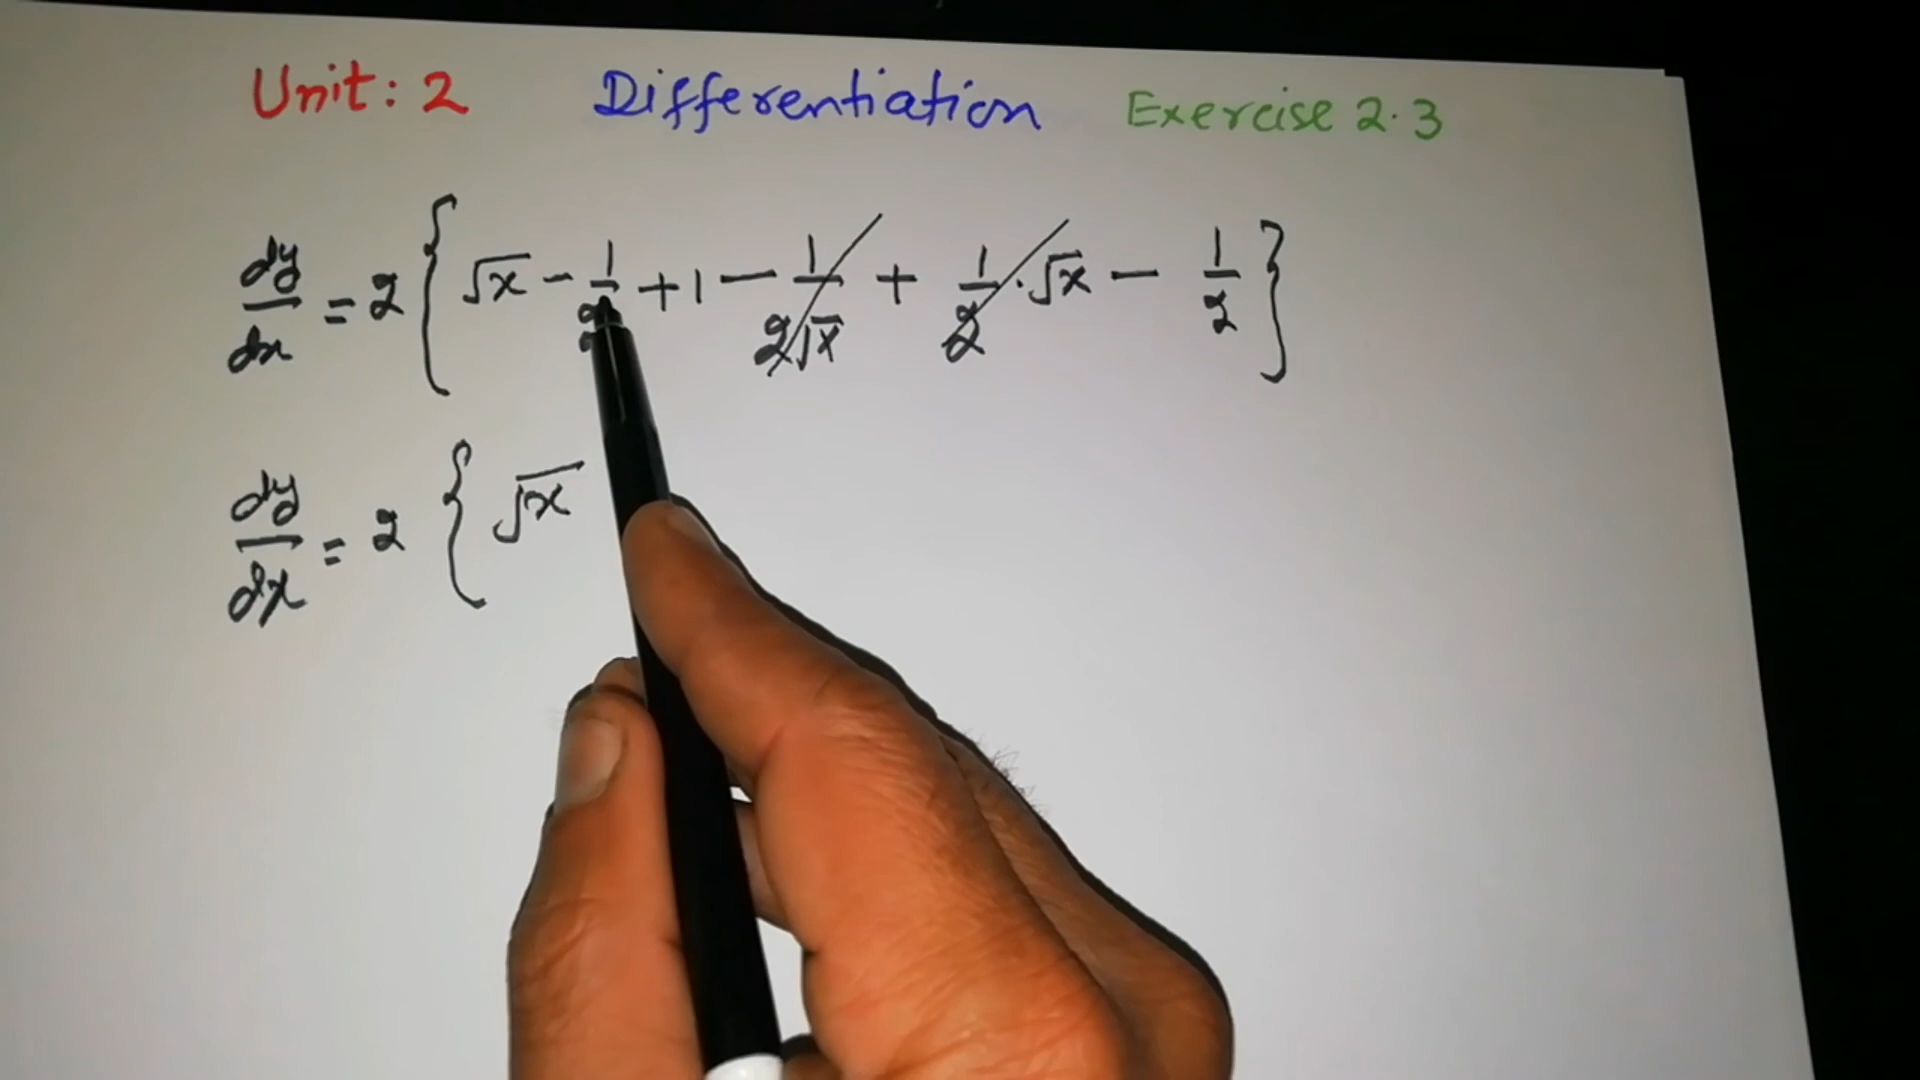 Unit: 2 Differentiation Exercise 2.3
dy/dx = 2 { √x - 1/2 + 1 - 1/2√x + 1/2 · √x - 1/2 }
dy/dx = 2 { √x